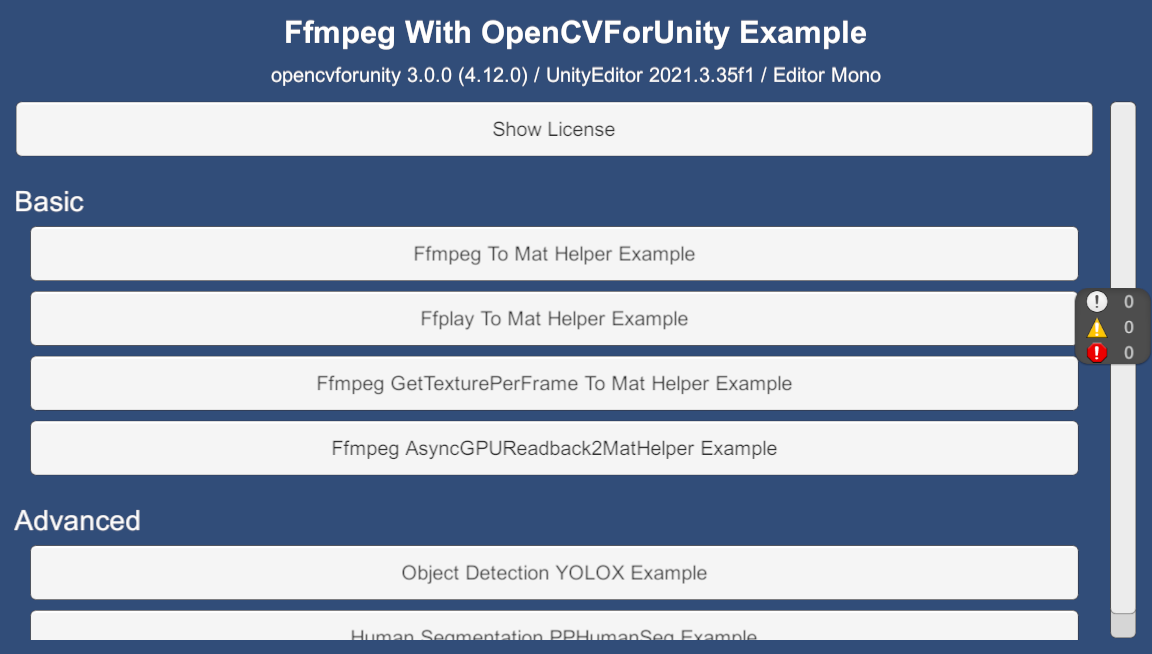 Ffmpeg With OpenCVForUnity Example
opencvforunity 3.0.0 (4.12.0) / UnityEditor 2021.3.35f1 / Editor Mono
Show License
Basic
Ffmpeg To Mat Helper Example
Ffplay To Mat Helper Example
0
0
0
Ffmpeg GetTexturePerFrame To Mat Helper Example
Ffmpeg AsyncGPUReadback2MatHelper Example
Advanced
Object Detection YOLOX Example
Human Segmentation PPHumanSeg Example